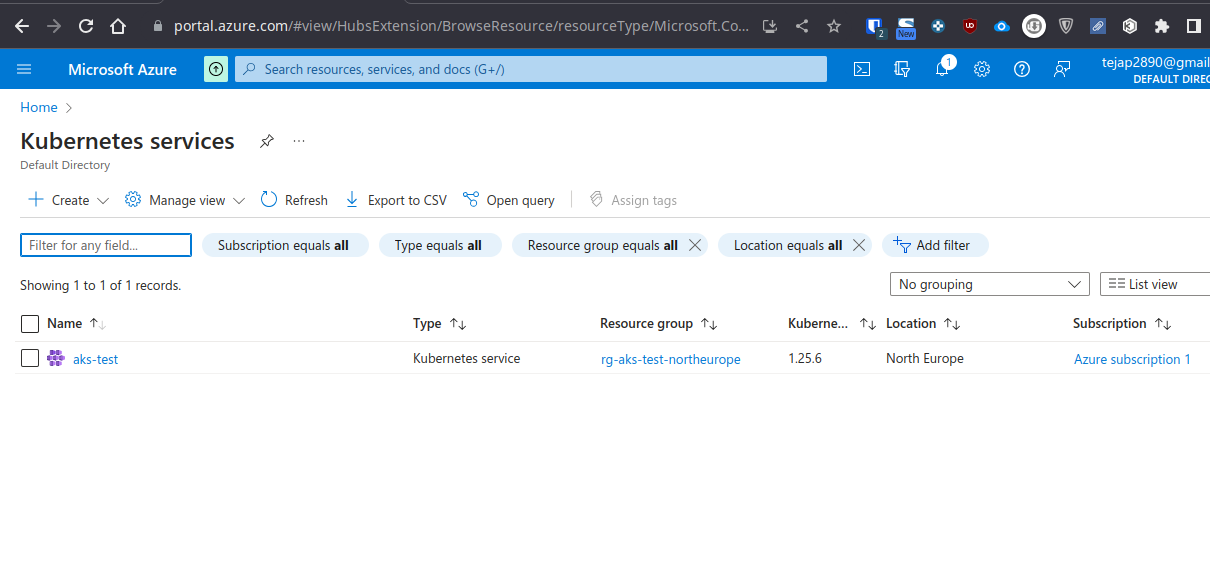 portal.azure.com/#view/HubsExtension/BrowseResource/resourceType/Microsoft.Co...
2
New
UD
Microsoft Azure
Search resources, services, and docs (G+/)
1
tejap2890@gmail
DEFAULT DIREC
Home
Kubernetes services
...
Default Directory
Create
Manage view
Refresh
Export to CSV
Open query
Assign tags
Filter for any field...
Subscription equals all
Type equals all
Resource group equals all
Location equals all
Add filter
Showing 1 to 1 of 1 records.
No grouping
List view
Name Type Resource group Kuberne... Location Subscription
aks-test Kubernetes service rg-aks-test-northeurope 1.25.6 North Europe Azure subscription 1